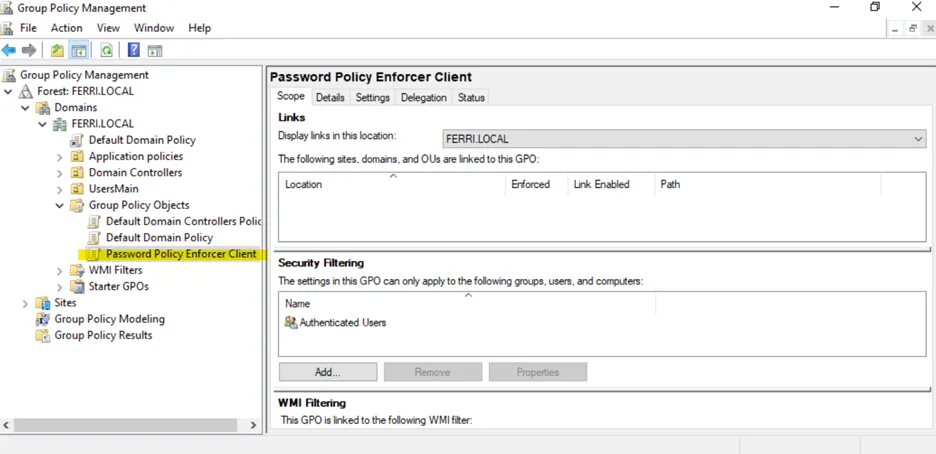 Group Policy Management
File Action View Window Help
Group Policy Management
Forest: FERRI.LOCAL
Domains
FERRI.LOCAL
Default Domain Policy
Application policies
Domain Controllers
UsersMain
Group Policy Objects
Default Domain Controllers Polic
Default Domain Policy
Password Policy Enforcer Client
WMI Filters
Starter GPOs
Sites
Group Policy Modeling
Group Policy Results
Password Policy Enforcer Client
Scope Details Settings Delegation Status
Links
Display links in this location: FERRI.LOCAL
The following sites, domains, and OUs are linked to this GPO:
Location Enforced Link Enabled Path
Security Filtering
The settings in this GPO can only apply to the following groups, users, and computers:
Name
Authenticated Users
Add... Remove Properties
WMI Filtering
This GPO is linked to the following WMI filter: